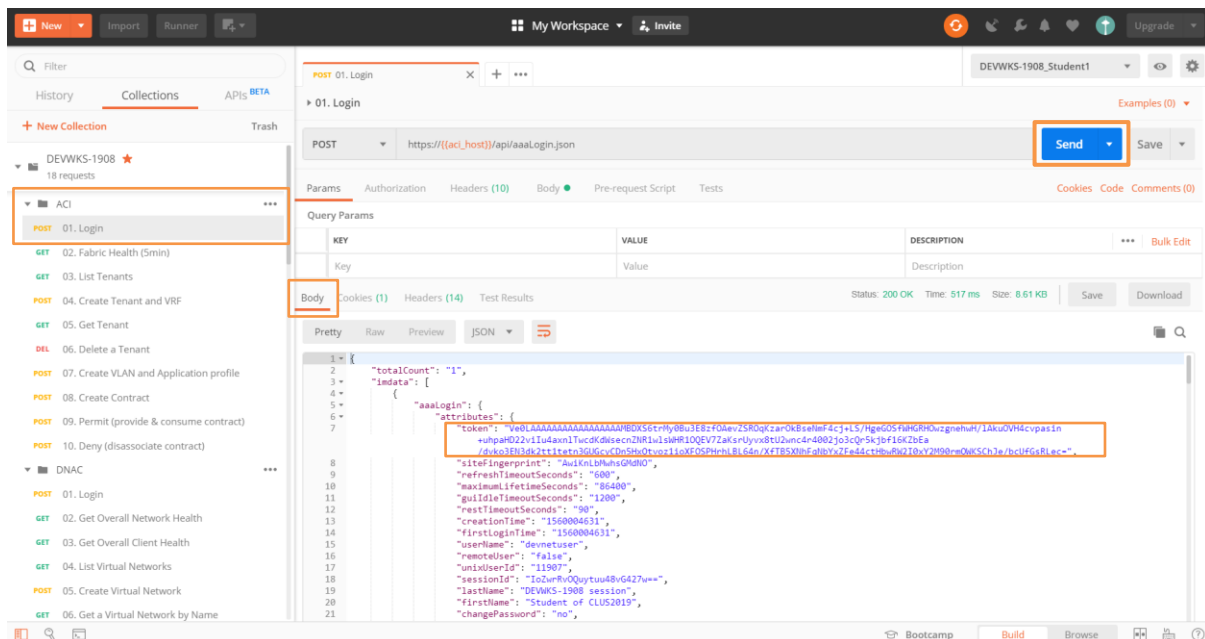 New Import Runner My Workspace Invite Upgrade
Filter
History Collections APIs BETA
+ New Collection Trash
DEVWKS-1908
18 requests
ACI
POST 01. Login
GET 02. Fabric Health (5min)
GET 03. List Tenants
POST 04. Create Tenant and VRF
GET 05. Get Tenant
DEL 06. Delete a Tenant
POST 07. Create VLAN and Application profile
POST 08. Create Contract
POST 09. Permit (provide & consume contract)
POST 10. Deny (disassociate contract)
DNAC
POST 01. Login
GET 02. Get Overall Network Health
GET 03. Get Overall Client Health
GET 04. List Virtual Networks
POST 05. Create Virtual Network
GET 06. Get a Virtual Network by Name
POST 01. Login
DEVWKS-1908_Student1
01. Login Examples (0)
POST https://{{aci_host}}/api/aaaLogin.json Send Save
Params Authorization Headers (10) Body Pre-request Script Tests Cookies Code Comments (0)
Query Params
KEY VALUE DESCRIPTION Bulk Edit
Key Value Description
Body Cookies (1) Headers (14) Test Results Status: 200 OK Time: 517 ms Size: 8.61 KB Save Download
Pretty Raw Preview JSON
1 {
2 "totalCount": "1",
3 "imdata": [
4 {
5 "aaaLogin": {
6 "attributes": {
7 "token":
8 "siteFingerprint": "AwiKnLbMwhsGMdNO",
9 "refreshTimeoutSeconds": "600",
10 "maximumLifetimeSeconds": "86400",
11 "guiIdleTimeoutSeconds": "1200",
12 "restTimeoutSeconds": "90",
13 "creationTime": "1560004631",
14 "firstLoginTime": "1560004631",
15 "userName": "devnetuser",
16 "remoteUser": "false",
17 "unixUserId": "11907",
18 "sessionId": "IoZwrRvOQuytuu48vG427w==",
19 "lastName": "DEVWKS-1908 session",
20 "firstName": "Student of CLUS2019",
21 "changePassword": "no",
Bootcamp Build Browse